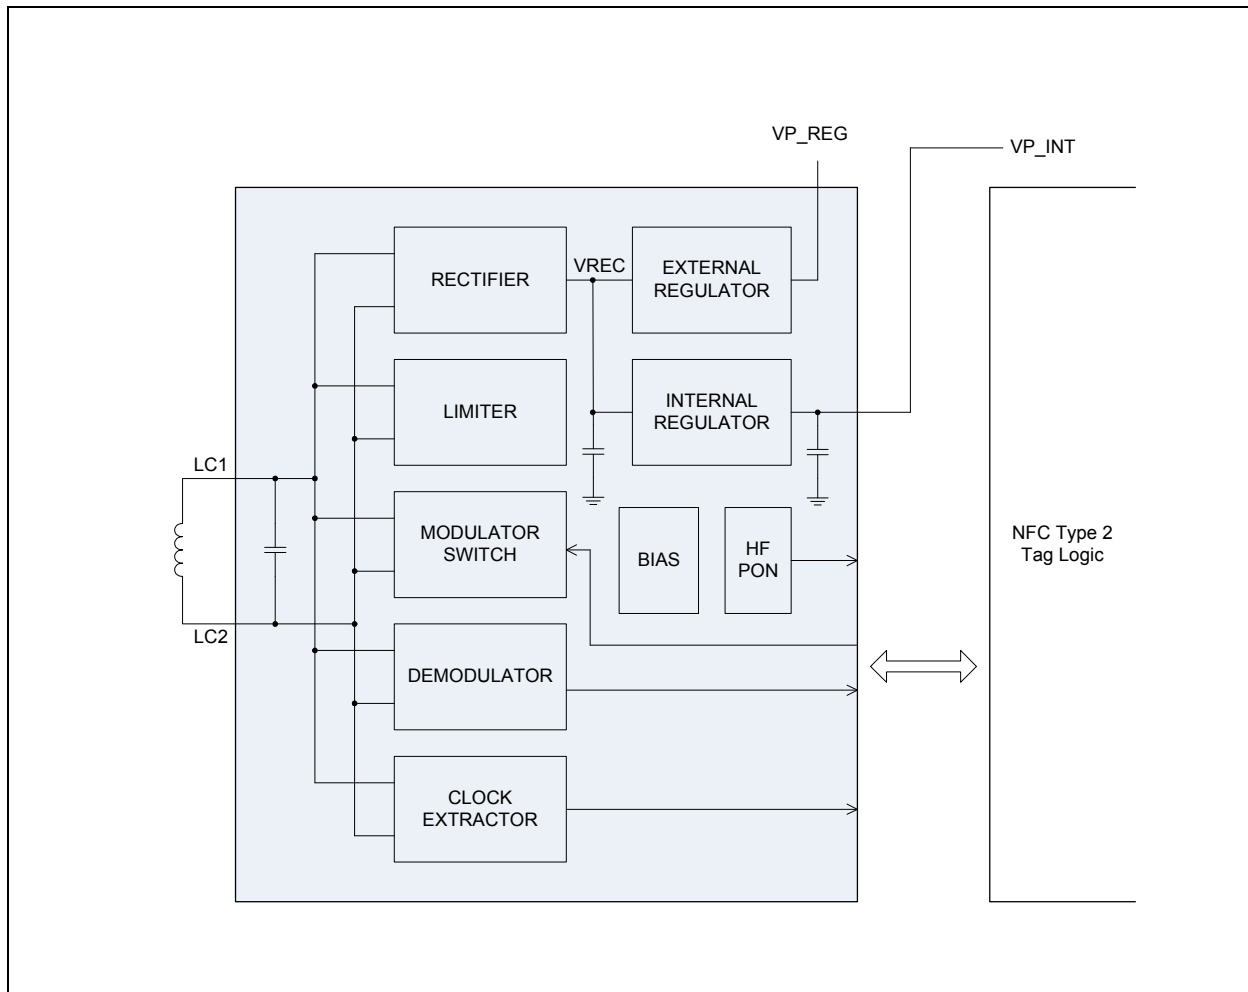 VP_REG
VP_INT
RECTIFIER
VREC
EXTERNAL
REGULATOR
LIMITER
INTERNAL
REGULATOR
LC1
MODULATOR
SWITCH
BIAS
HF
PON
NFC Type 2
Tag Logic
LC2
DEMODULATOR
CLOCK
EXTRACTOR